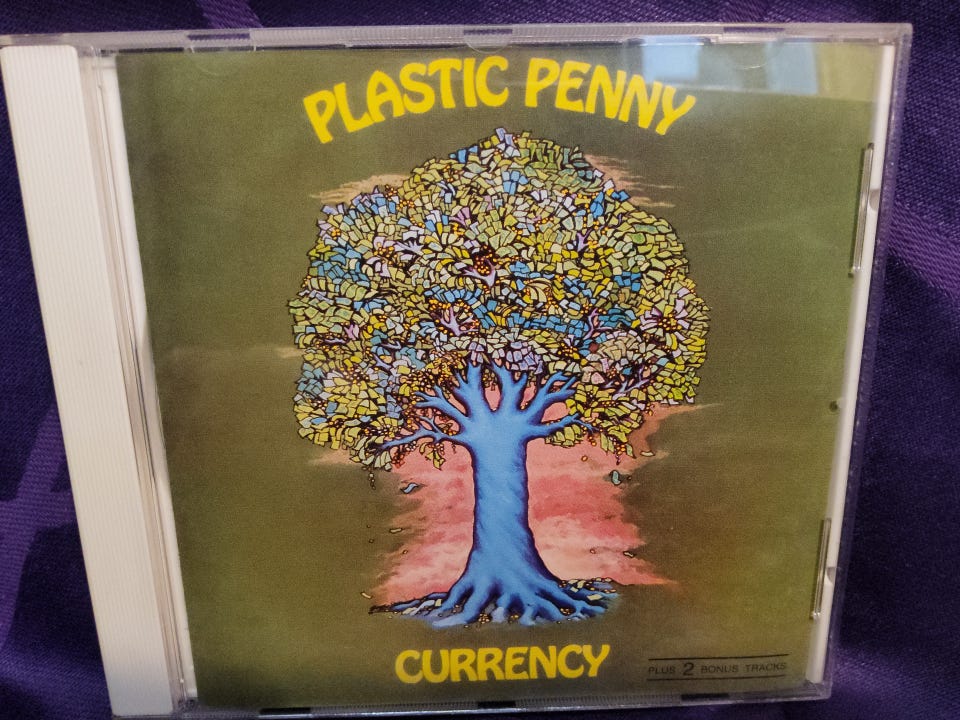 PLASTIC PENNY
CURRENCY
PLUS 2 BONUS TRACKS